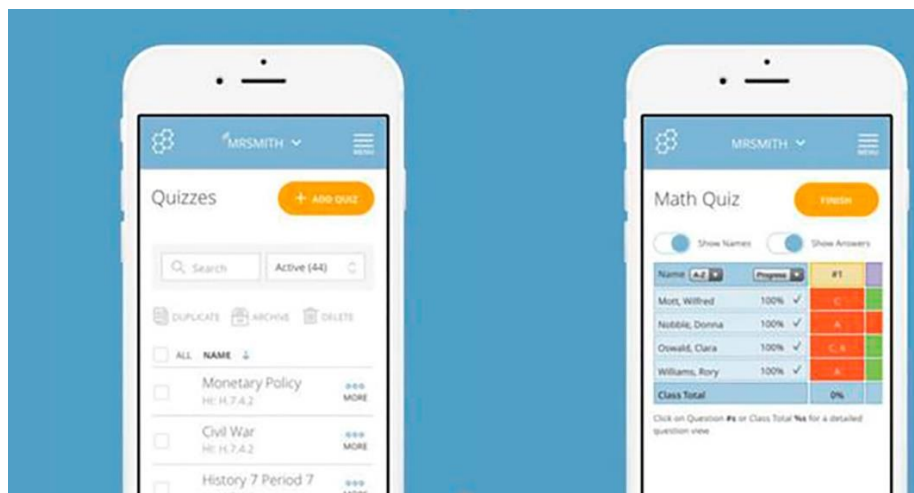 MRSMITH
MENU
Quizzes
+ ADD QUIZ
Search
Active (44)
DUPLICATE
ARCHIVE
DELETE
ALL NAME
Monetary Policy
HI: H.7.4.2
MORE
Civil War
HI: H.7.4.2
MORE
History 7 Period 7
MORE
MRSMITH
MENU
Math Quiz
FINISH
Show Names
Show Answers
Name A-Z Progress #1
Mott, Wilfred 100% ✓ C
Nobble, Donna 100% ✓ A
Oswald, Clara 100% ✓ C, A
Williams, Rory 100% ✓ A
Class Total 0%
Click on Question #s or Class Total %s for a detailed
question view